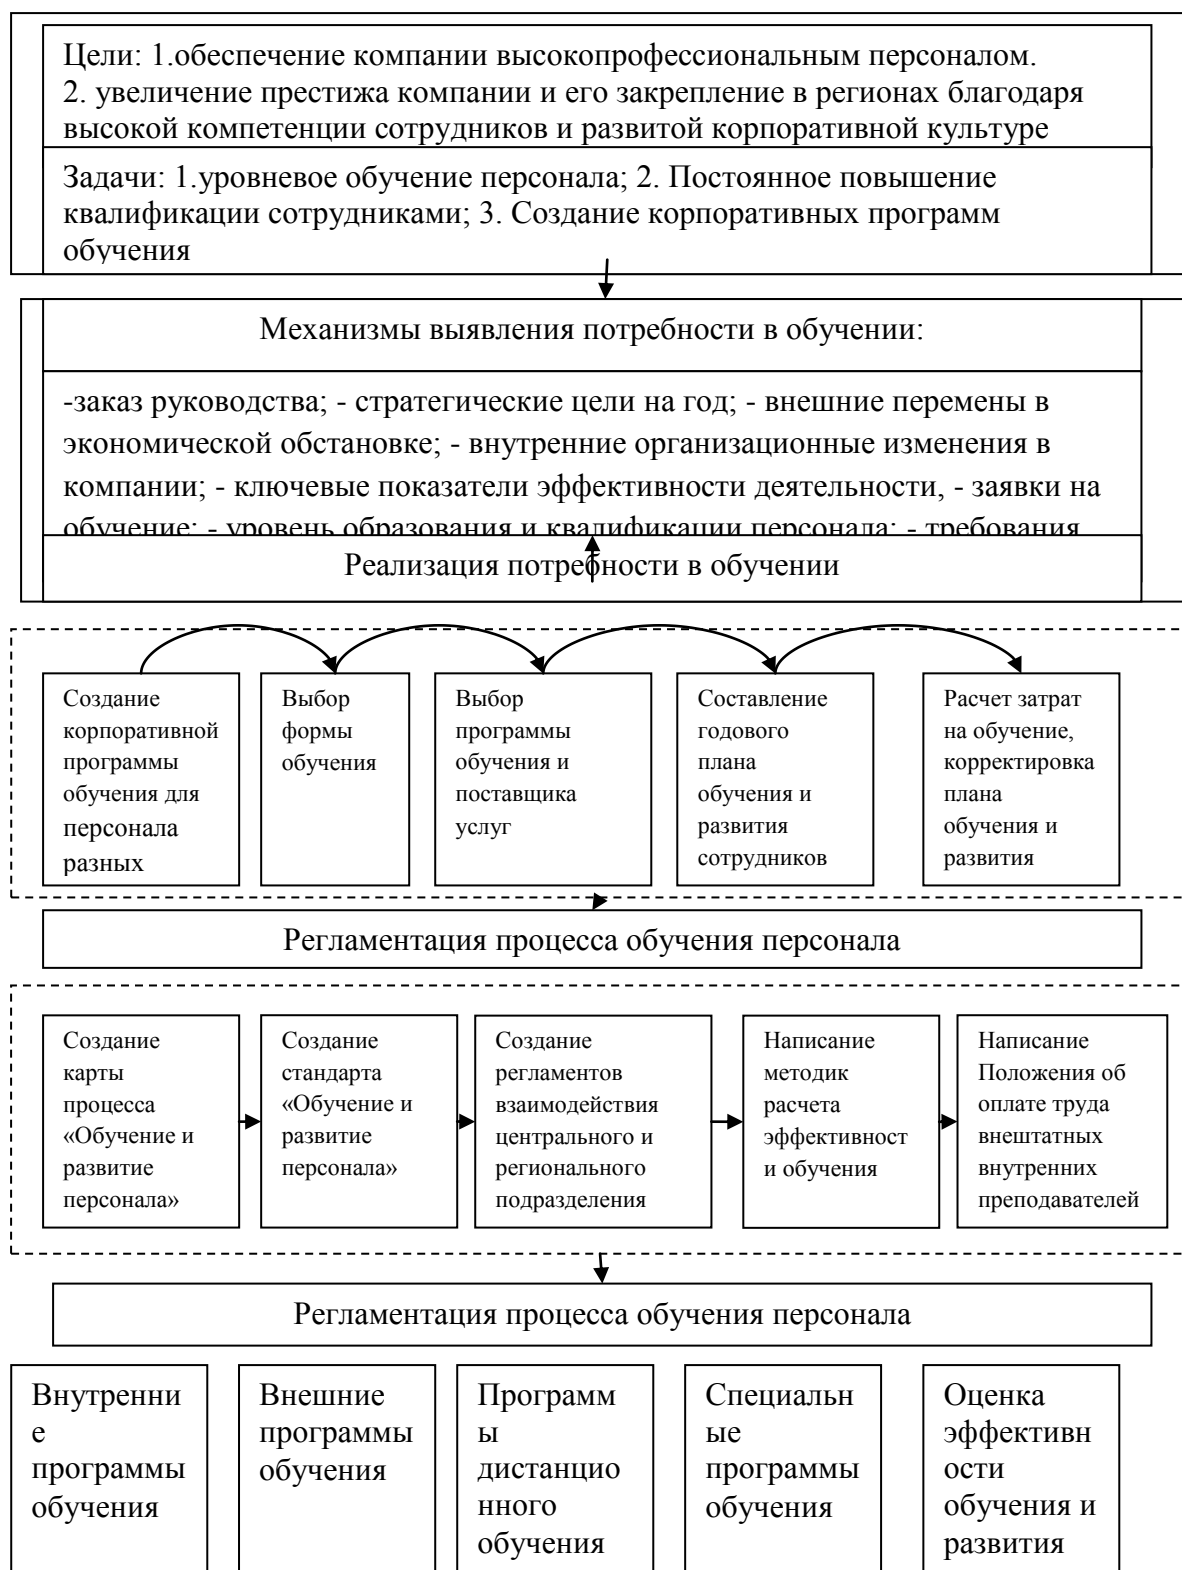 Цели: 1.обеспечение компании высокопрофессиональным персоналом.
2. увеличение престижа компании и его закрепление в регионах благодаря
высокой компетенции сотрудников и развитой корпоративной культуре
Задачи: 1.уровневое обучение персонала; 2. Постоянное повышение
квалификации сотрудниками; 3. Создание корпоративных программ
обучения
Механизмы выявления потребности в обучении:
-заказ руководства; - стратегические цели на год; - внешние перемены в
экономической обстановке; - внутренние организационные изменения в
компании; - ключевые показатели эффективности деятельности, - заявки на
обучение; - уровень образования и квалификации персонала; - требования
Реализация потребности в обучении
Создание
корпоративной
программы
обучения для
персонала
разных
Выбор
формы
обучения
Выбор
программы
обучения и
поставщика
услуг
Составление
годового
плана
обучения и
развития
сотрудников
Расчет затрат
на обучение,
корректировка
плана
обучения и
развития
Регламентация процесса обучения персонала
Создание
карты
процесса
«Обучение и
развитие
персонала»
Создание
стандарта
«Обучение и
развитие
персонала»
Создание
регламентов
взаимодействия
центрального и
регионального
подразделения
Написание
методик
расчета
эффективност
и обучения
Написание
Положения об
оплате труда
внештатных
внутренних
преподавателей
Регламентация процесса обучения персонала
Внутренни
е
программы
обучения
Внешние
программы
обучения
Программ
ы
дистанцио
нного
обучения
Специальн
ые
программы
обучения
Оценка
эффективн
ости
обучения и
развития